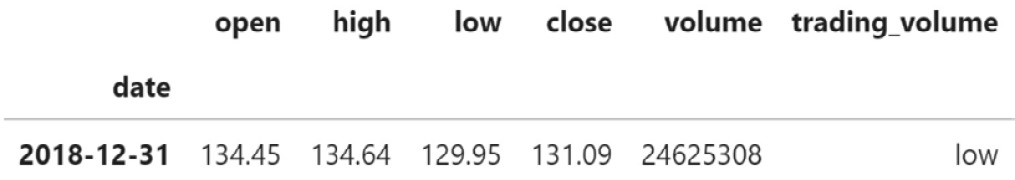 open high low close volume trading_volume
date
2018-12-31 134.45 134.64 129.95 131.09 24625308 low